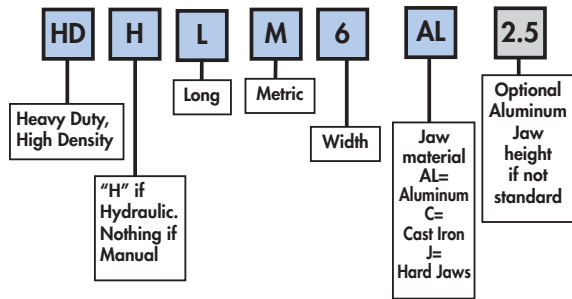 HD H L M 6 AL 2.5
Heavy Duty,
High Density
"H" if
Hydraulic.
Nothing if
Manual
Long
Metric
Width
Jaw
material
AL=
Aluminum
C=
Cast Iron
J=
Hard Jaws
Optional
Aluminum
Jaw
height
if not
standard